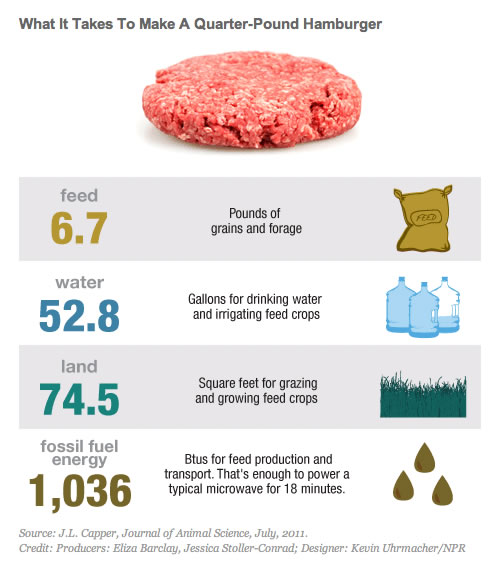 What It Takes To Make A Quarter-Pound Hamburger
feed
6.7
Pounds of
grains and forage
FEED
water
52.8
Gallons for drinking water
and irrigating feed crops
land
74.5
Square feet for grazing
and growing feed crops
fossil fuel
energy
1,036
Btus for feed production and
transport. That's enough to power a
typical microwave for 18 minutes.
Source: J.L. Capper, Journal of Animal Science, July, 2011.
Credit: Producers: Eliza Barclay, Jessica Stoller-Conrad; Designer: Kevin Uhrmacher/NPR